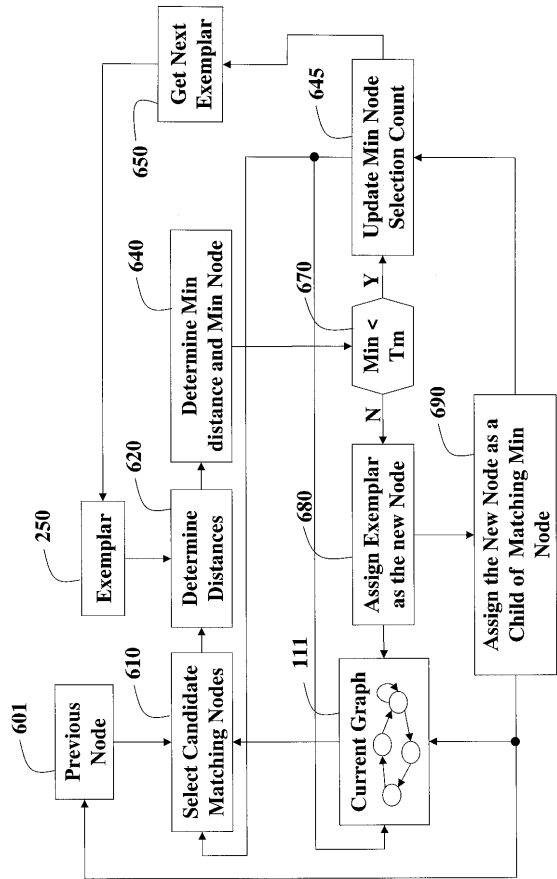 601
Previous
Node
250
Exemplar
650
Get Next
Exemplar
610
Select Candidate
Matching Nodes
620
Determine
Distances
640
Determine Min
distance and Min Node
111
Current Graph
680
Assign Exemplar
as the new Node
N
670
Min <
Tm
Y
645
Update Min Node
Selection Count
690
Assign the New Node as a
Child of Matching Min
Node